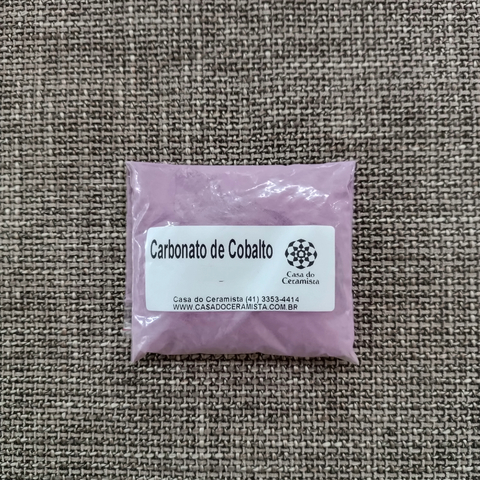 Carbonato de Cobalto
Casa do
Ceramista
Casa do Ceramista (41) 3353-4414
WWW.CASADOCERAMISTA.COM.BR